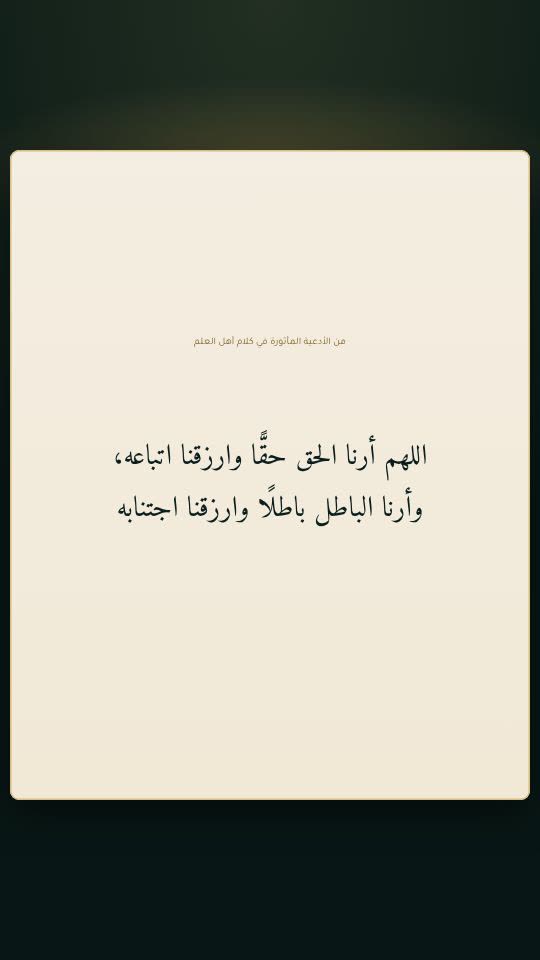 من الأدعية المأثورة في كلام أهل العلم
اللهم أرنا الحق حقًّا وارزقنا اتباعه،
وأرنا الباطل باطلًا وارزقنا اجتنابه